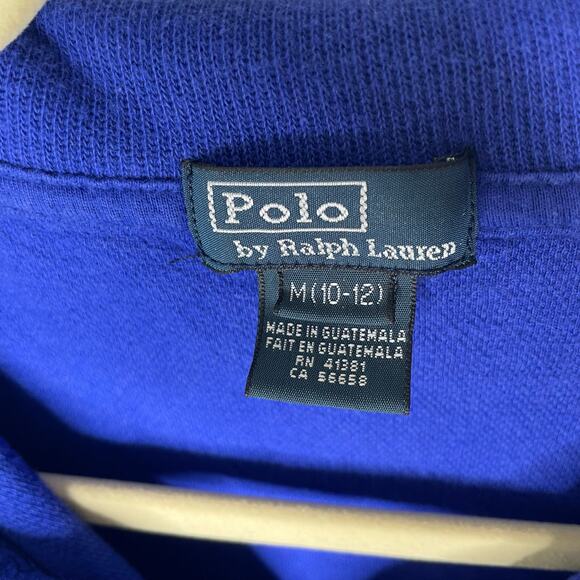 Polo
by Ralph Lauren
M (10-12)
MADE IN GUATEMALA
FAIT EN GUATEMALA
RN 41381
CA 56658